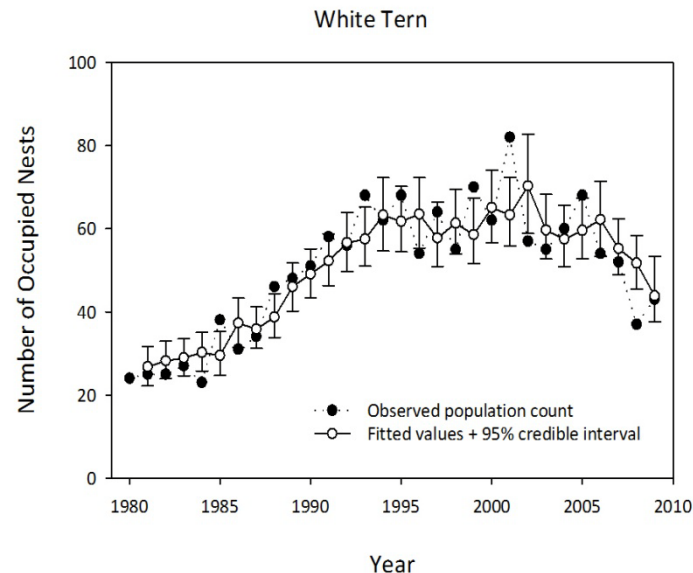 White Tern
Number of Occupied Nests
100
80
60
40
20
0
Observed population count
Fitted values + 95% credible interval
1980 1985 1990 1995 2000 2005 2010
Year